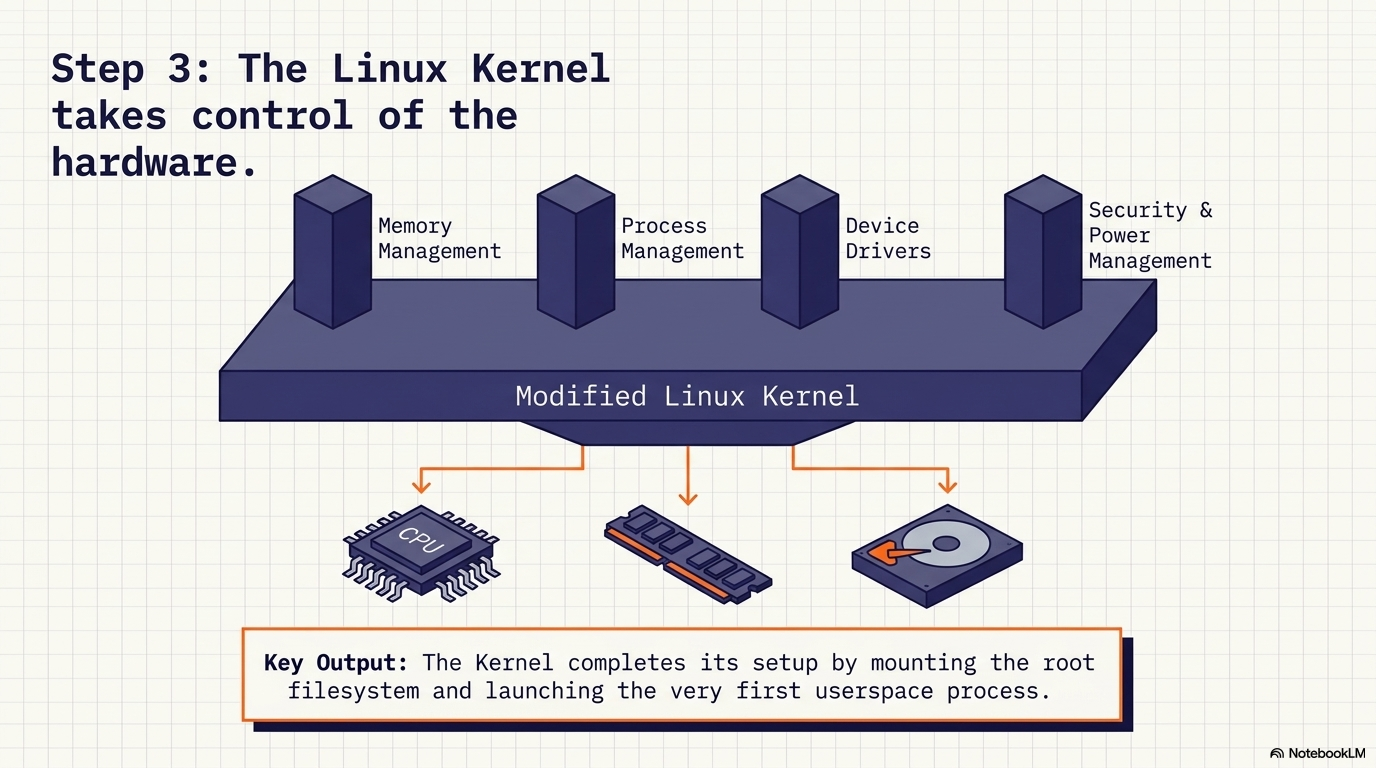 Step 3: The Linux Kernel
takes control of the
hardware.
Memory
Management
Process
Management
Device
Drivers
Security &
Power
Management
Modified Linux Kernel
CPU
Key Output: The Kernel completes its setup by mounting the root
filesystem and launching the very first userspace process.
NotebookLM